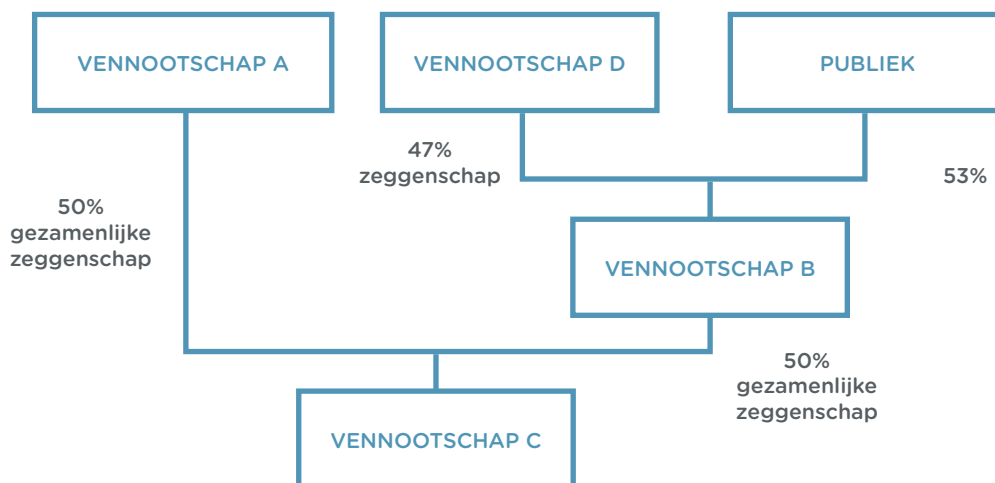 VENNOOTSCHAP A
VENNOOTSCHAP D
PUBLIEK
47%
zeggenschap
53%
50%
gezamenlijke
zeggenschap
VENNOOTSCHAP B
50%
gezamenlijke
zeggenschap
VENNOOTSCHAP C